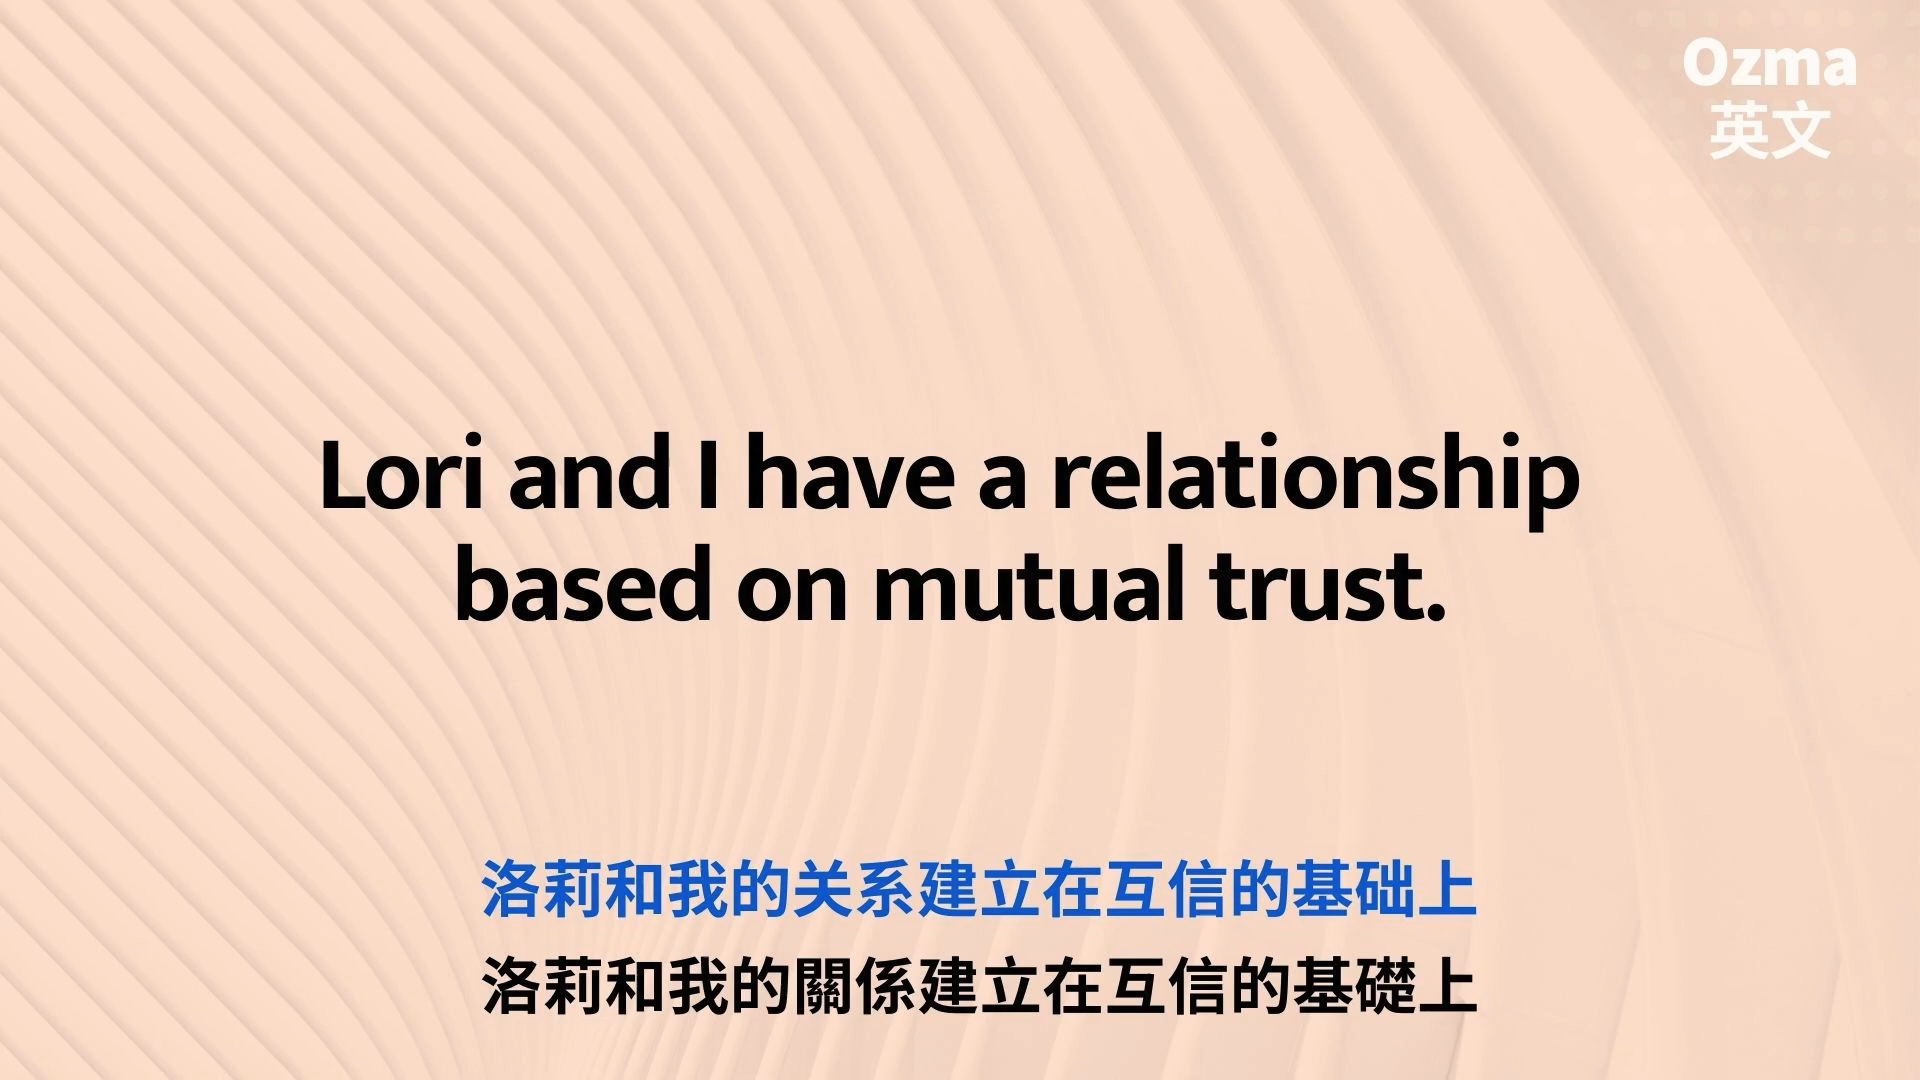 Ozma
英文
Lori and I have a relationship
based on mutual trust.
洛莉和我的关系建立在互信的基础上
洛莉和我的關係建立在互信的基礎上